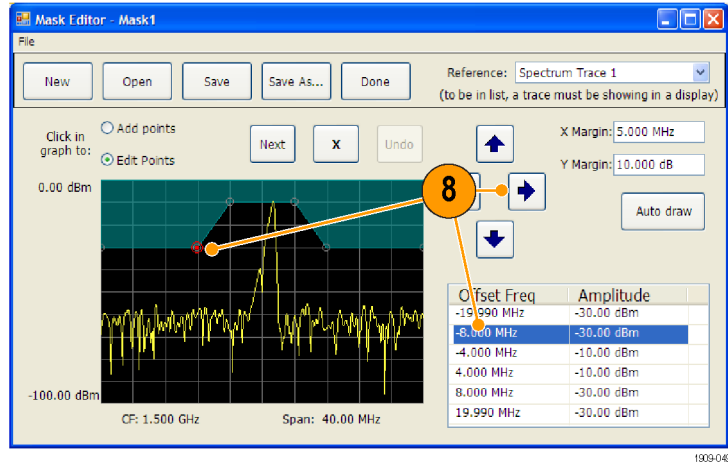 Mask Editor - Mask1
File
New Open Save Save As... Done
Reference: Spectrum Trace 1
(to be in list, a trace must be showing in a display)
Click in graph to:
Add points
Edit Points
Next X Undo
X Margin: 5.000 MHz
Y Margin: 10.000 dB
Auto draw
8
0.00 dBm
-100.00 dBm
CF: 1.500 GHz Span: 40.00 MHz
Offset Freq Amplitude
-19.990 MHz -30.00 dBm
-8.000 MHz -30.00 dBm
-4.000 MHz -10.00 dBm
4.000 MHz -10.00 dBm
8.000 MHz -30.00 dBm
19.990 MHz -30.00 dBm